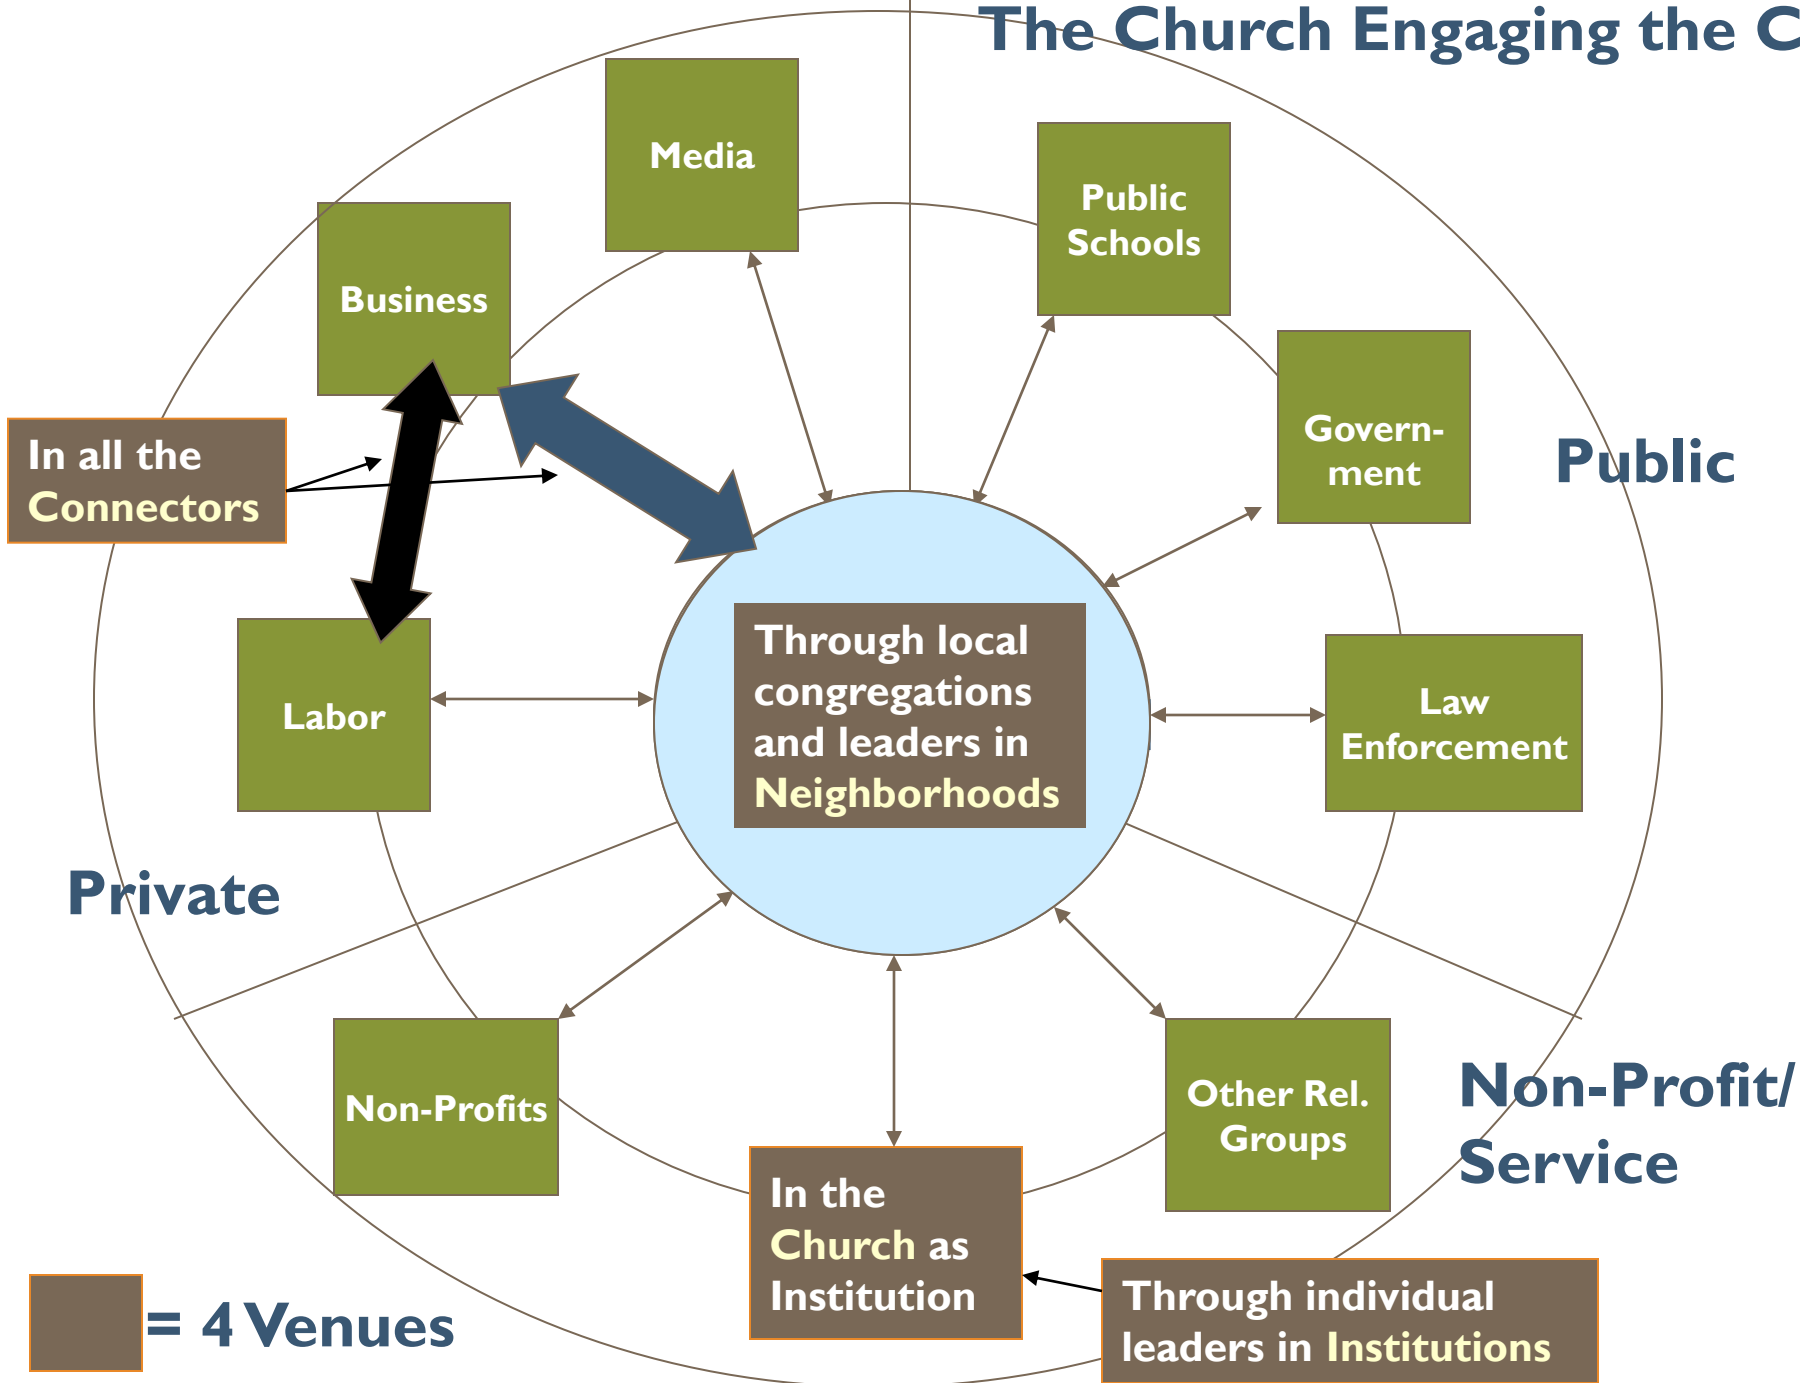 The Church Engaging the C
Media
Public
Schools
Business
Govern-
ment
Public
In all the
Connectors
Through local
congregations
and leaders in
Neighborhoods
Labor
Law
Enforcement
Private
Non-Profits
Other Rel.
Groups
Non-Profit/
Service
In the
Church as
Institution
Through individual
leaders in Institutions
= 4 Venues